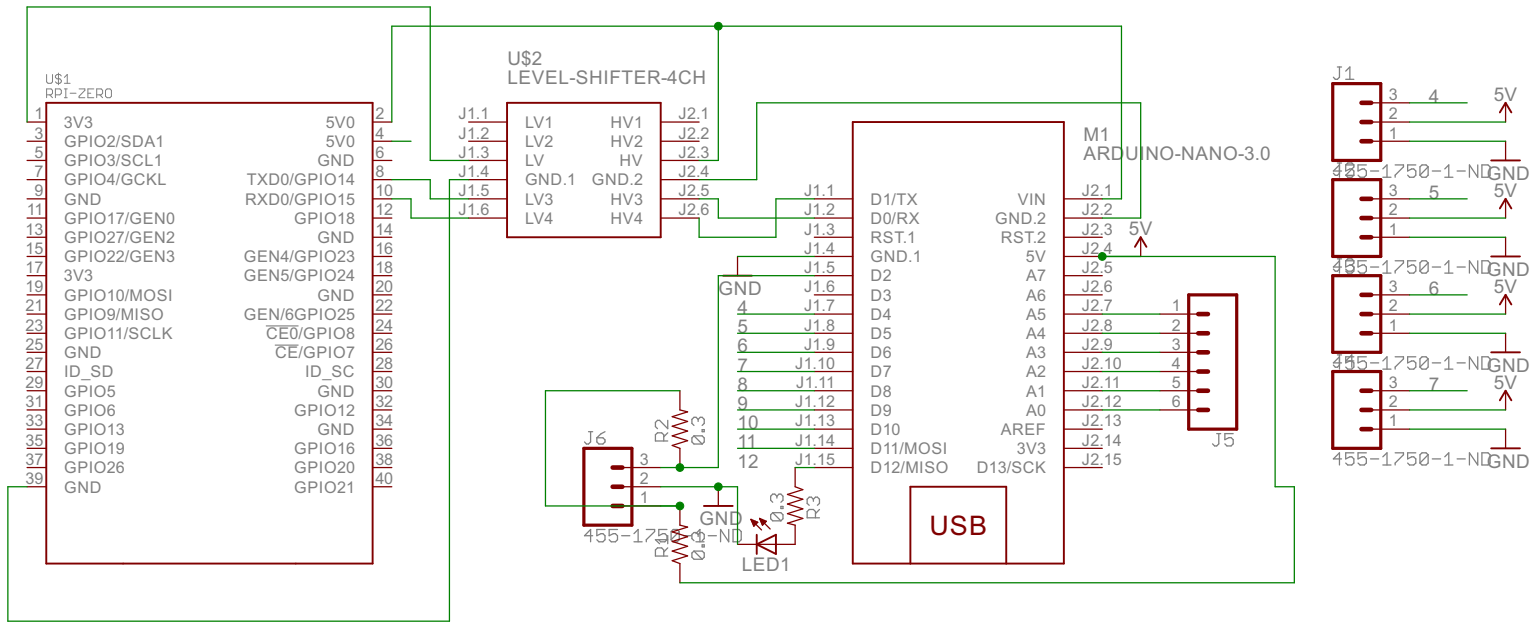 U$1
RPI-ZERO
1 3V3 5V0 2
3 GPIO2/SDA1 5V0 4
5 GPIO3/SCL1 GND 6
7 GPIO4/GCKL TXD0/GPIO14 8
9 GND RXD0/GPIO15 10
11 GPIO17/GEN0 GPIO18 12
13 GPIO27/GEN2 GND 14
15 GPIO22/GEN3 GEN4/GPIO23 16
17 3V3 GEN5/GPIO24 18
19 GPIO10/MOSI GND 20
21 GPIO9/MISO GEN/6GPIO25 22
23 GPIO11/SCLK CE0/GPIO8 24
25 GND CE/GPIO7 26
27 ID_SD ID_SC 28
29 GPIO5 GND 30
31 GPIO6 GPIO12 32
33 GPIO13 GND 34
35 GPIO19 GPIO16 36
37 GPIO26 GPIO20 38
39 GND GPIO21 40
U$2
LEVEL-SHIFTER-4CH
J1.1 LV1 HV1 J2.1
J1.2 LV2 HV2 J2.2
J1.3 LV HV J2.3
J1.4 GND.1 GND.2 J2.4
J1.5 LV3 HV3 J2.5
J1.6 LV4 HV4 J2.6
M1
ARDUINO-NANO-3.0
J1.1 D1/TX VIN J2.1
J1.2 D0/RX GND.2 J2.2
J1.3 RST.1 RST.2 J2.3
J1.4 GND.1 5V J2.4
J1.5 D2 A7 J2.5
J1.6 D3 A6 J2.6
4 J1.7 D4 A5 J2.7
5 J1.8 D5 A4 J2.8
6 J1.9 D6 A3 J2.9
7 J1.10 D7 A2 J2.10
8 J1.11 D8 A1 J2.11
9 J1.12 D9 A0 J2.12
10 J1.13 D10 AREF J2.13
11 J1.14 D11/MOSI 3V3 J2.14
12 J1.15 D12/MISO D13/SCK J2.15
USB
GND
5V
1
2
3
4
5
6
J5
J6
3
2
1
455-1750-1-ND
R2
0.3
R1
0.3
GND
LED1
0.3
R3
J1
3 4 5V
2
1
455-1750-1-ND GND
3 5 5V
2
1
455-1750-1-ND GND
3 6 5V
2
1
455-1750-1-ND GND
3 7 5V
2
1
455-1750-1-ND GND